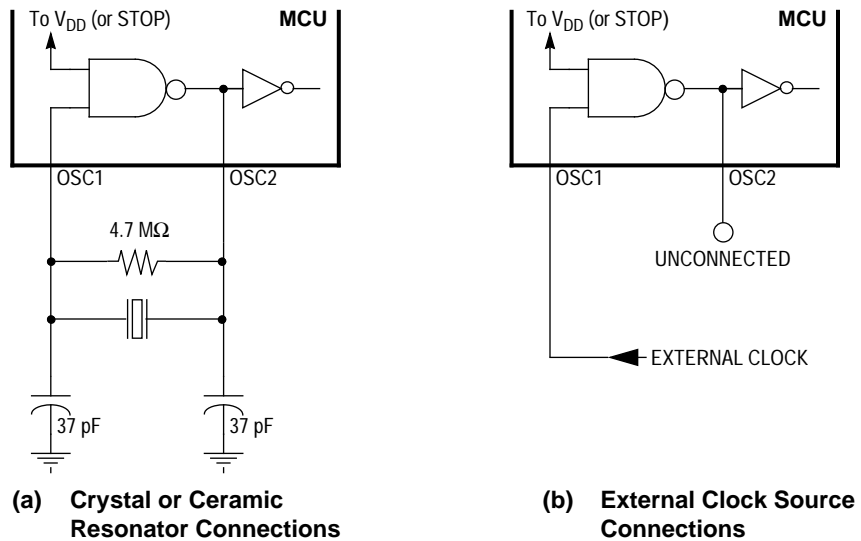 To VDD (or STOP)
MCU
OSC1
OSC2
4.7 MΩ
37 pF
37 pF
(a) Crystal or Ceramic
Resonator Connections
To VDD (or STOP)
MCU
OSC1
OSC2
UNCONNECTED
EXTERNAL CLOCK
(b) External Clock Source
Connections